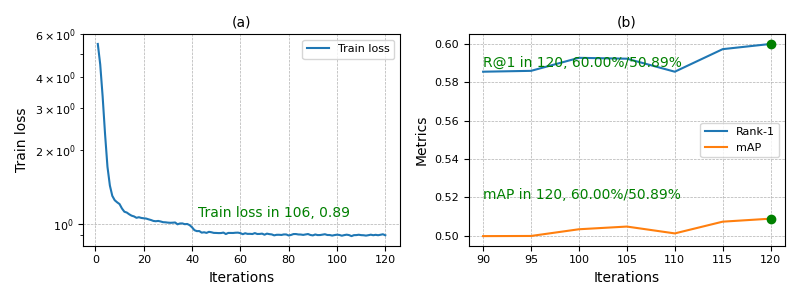 (a)
Train loss
6 × 10⁰
4 × 10⁰
3 × 10⁰
2 × 10⁰
10⁰
Train loss
Train loss in 106, 0.89
0 20 40 60 80 100 120
Iterations
(b)
Metrics
0.60
0.58
0.56
0.54
0.52
0.50
R@1 in 120, 60.00%/50.89%
Rank-1
mAP
mAP in 120, 60.00%/50.89%
90 95 100 105 110 115 120
Iterations